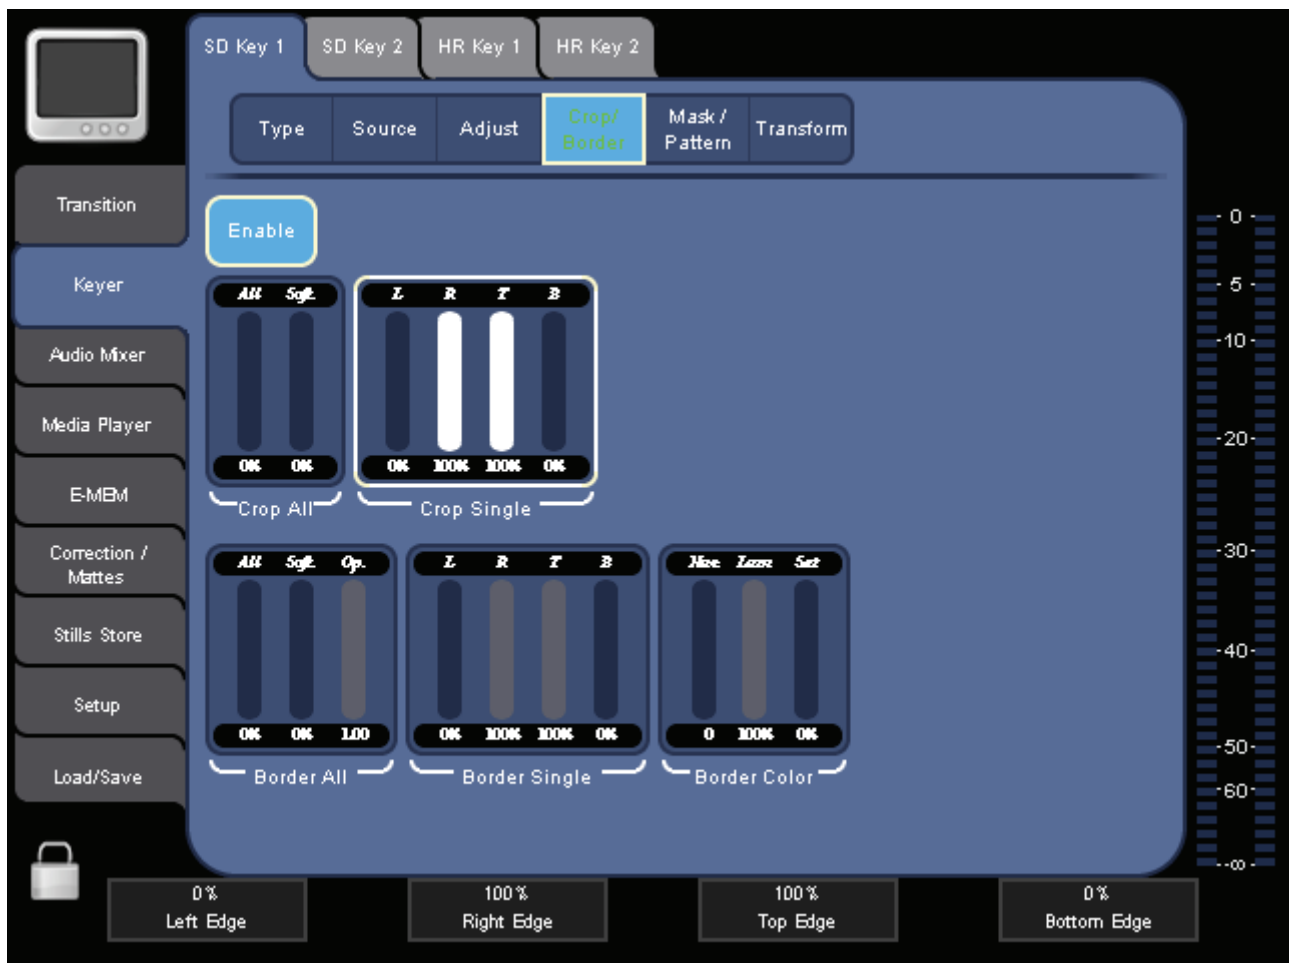 SD Key 1 SD Key 2 HR Key 1 HR Key 2
Type Source Adjust Crop/ Border Mask / Pattern Transform
Transition
Keyer
Audio Mixer
Media Player
E-MEM
Correction /
Mattes
Stills Store
Setup
Load/Save
Enable
All Soft. L R T B
0% 0% 0% 100% 100% 0%
Crop All Crop Single
All Soft. Op. L R T B Hue Lum Sat
0% 0% 1.00 0% 100% 100% 0% 0 100% 0%
Border All Border Single Border Color
- 0 -
- 5 -
-10-
-20-
-30-
-40-
-50-
-60-
--∞-
0% 100% 100% 0%
Left Edge Right Edge Top Edge Bottom Edge